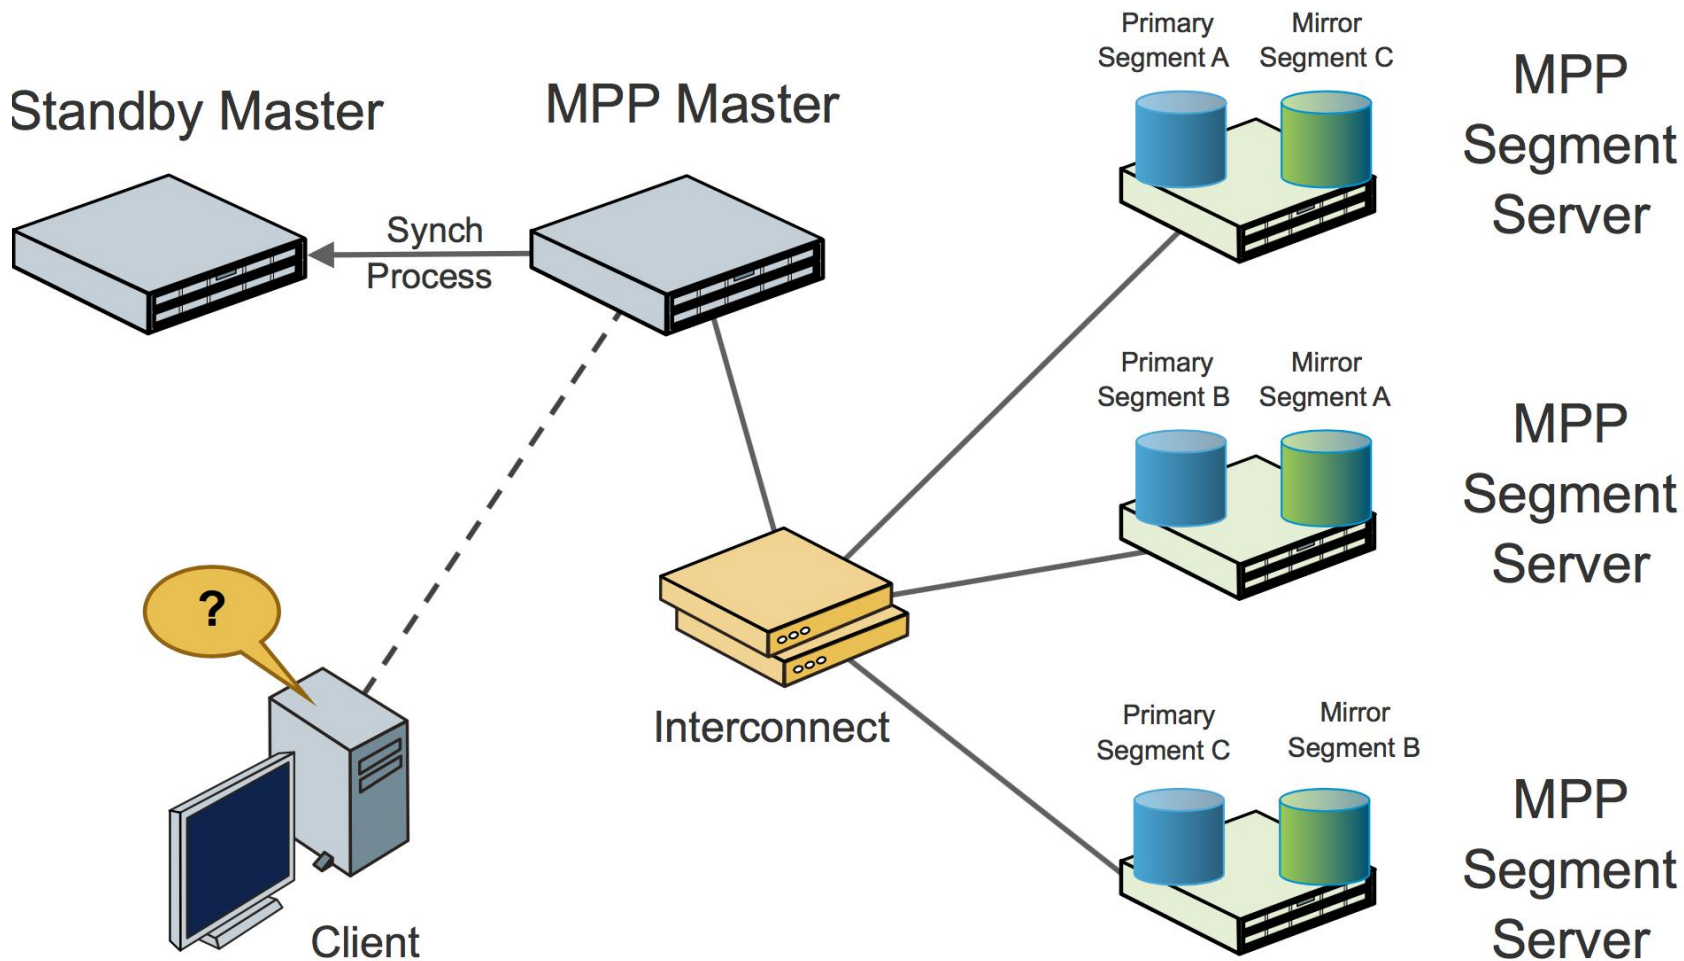 Standby Master
MPP Master
Synch
Process
Primary
Segment A
Mirror
Segment C
MPP
Segment
Server
Primary
Segment B
Mirror
Segment A
MPP
Segment
Server
?
Interconnect
Primary
Segment C
Mirror
Segment B
MPP
Segment
Server
Client